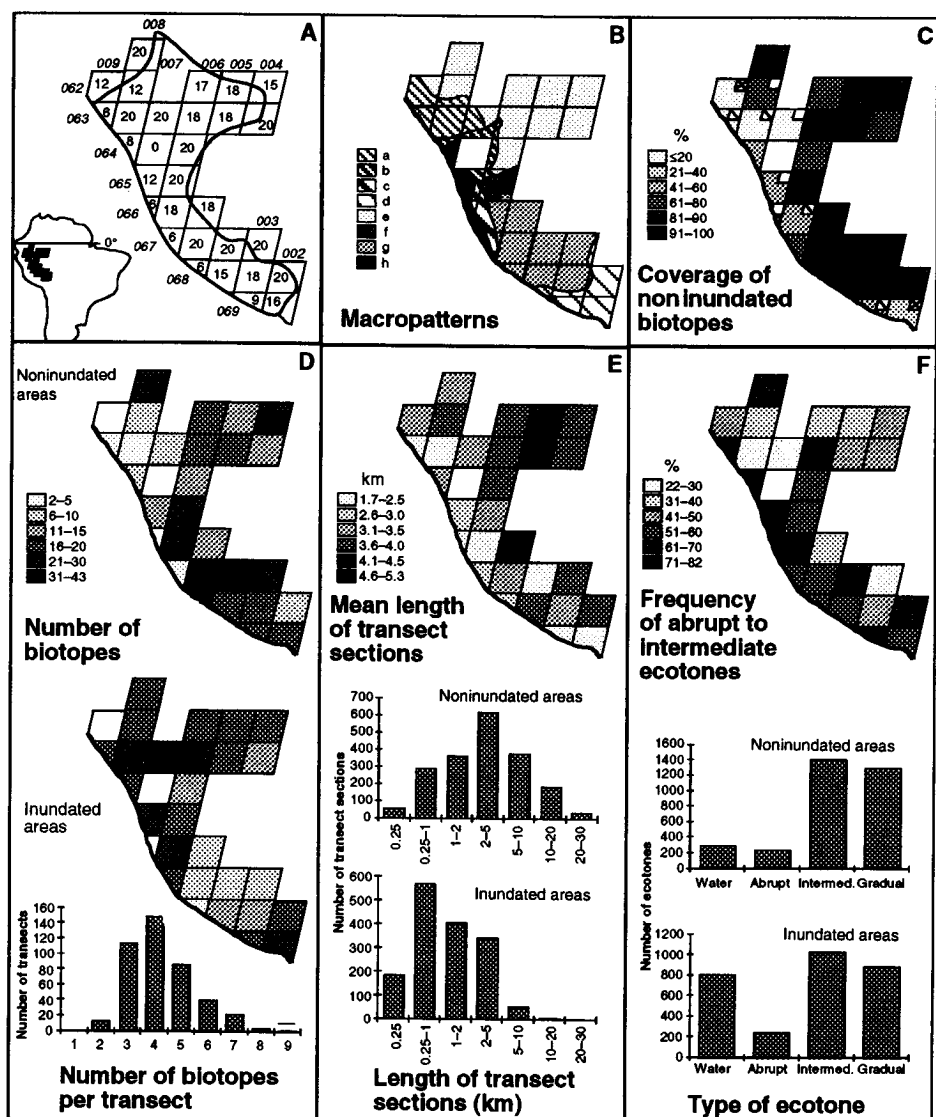 A
008
009
20
007
006
005
004
062
12
12
17
18
15
063
6
20
20
18
18
20
064
8
0
20
065
12
20
066
6
18
18
003
067
6
20
20
20
002
068
6
15
18
20
069
9
16
0°
B
a
b
c
d
e
f
g
h
Macropatterns
C
%
≤20
21–40
41–60
61–80
81–90
91–100
Coverage of
noninundated
biotopes
D
Noninundated
areas
2–5
6–10
11–15
16–20
21–30
31–43
Number of
biotopes
Inundated
areas
Number of transects
160
140
120
100
80
60
40
20
0
1 2 3 4 5 6 7 8 9
Number of biotopes
per transect
E
km
1.7–2.5
2.6–3.0
3.1–3.5
3.6–4.0
4.1–4.5
4.6–5.3
Mean length
of transect
sections
Noninundated areas
700
600
500
400
300
200
100
0
0.25
0.25–1
1–2
2–5
5–10
10–20
20–30
Number of transect sections
Inundated areas
600
500
400
300
200
100
0
0.25
0.25–1
1–2
2–5
5–10
10–20
20–30
Length of transect
sections (km)
F
%
22–30
31–40
41–50
51–60
61–70
71–82
Frequency
of abrupt to
intermediate
ecotones
Noninundated areas
1600
1400
1200
1000
800
600
400
200
0
Water Abrupt Intermed. Gradual
Number of ecotones
Inundated areas
1200
1000
800
600
400
200
0
Water Abrupt Intermed. Gradual
Type of ecotone